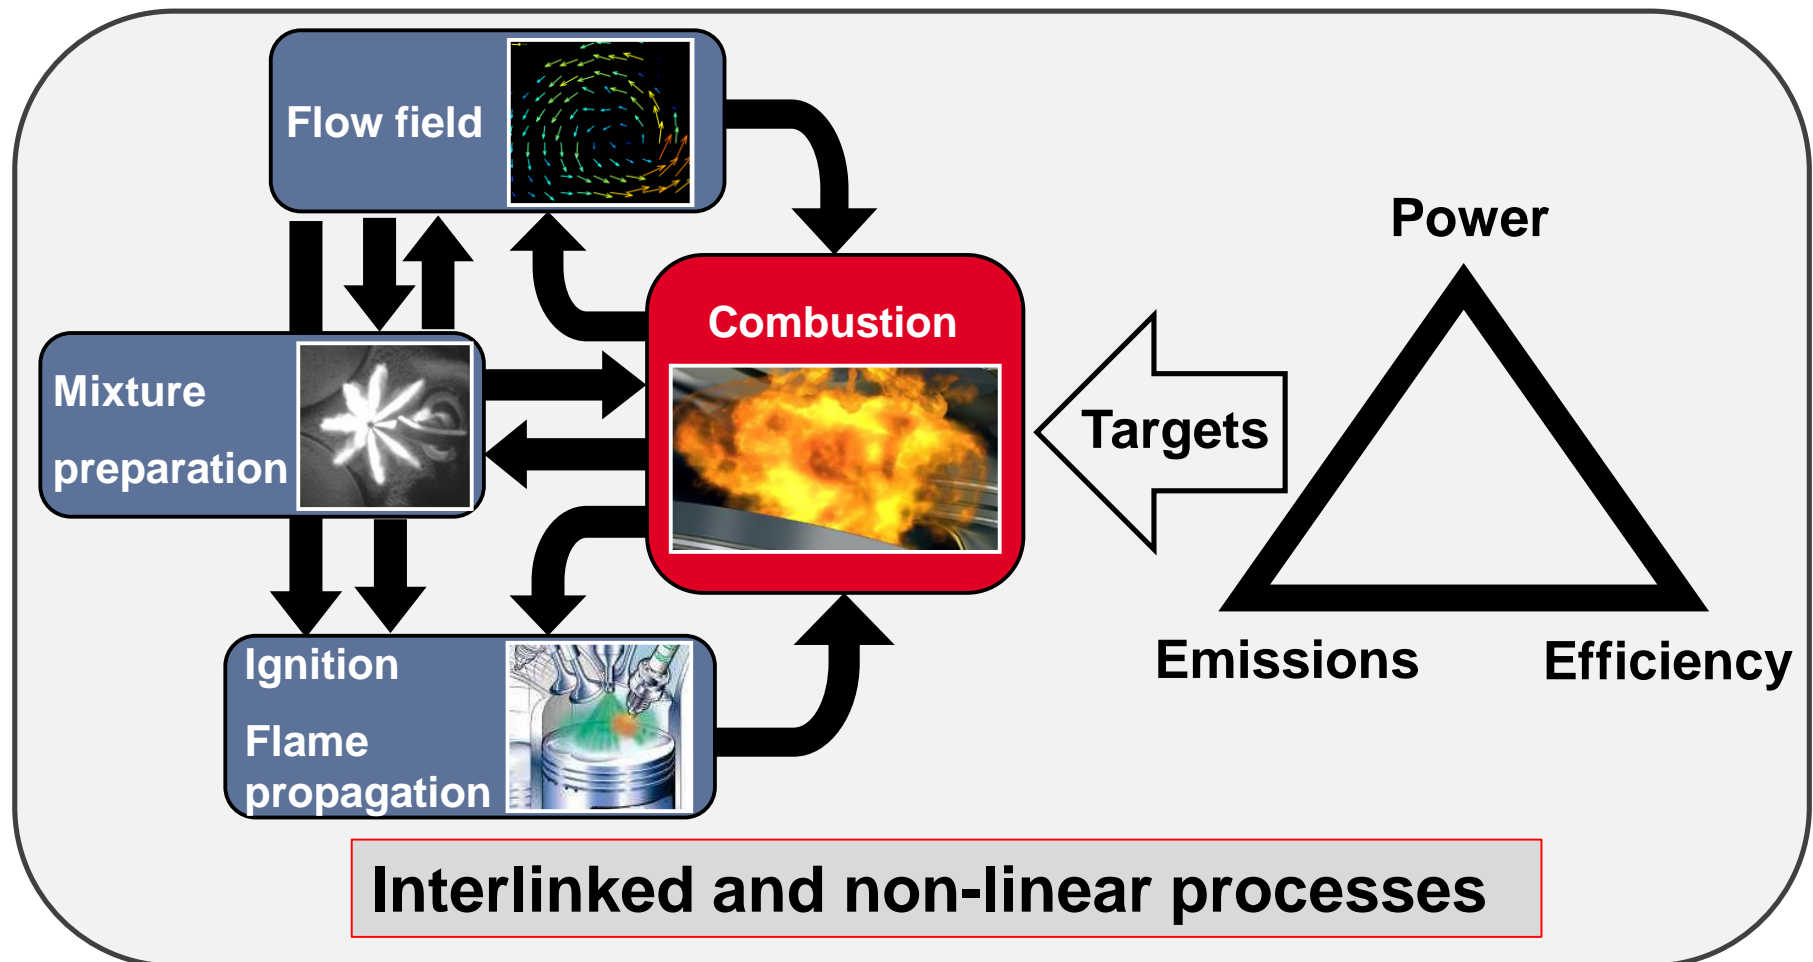 Flow field
Power
Combustion
Mixture
preparation
Targets
Ignition
Flame
propagation
Emissions
Efficiency
Interlinked and non-linear processes